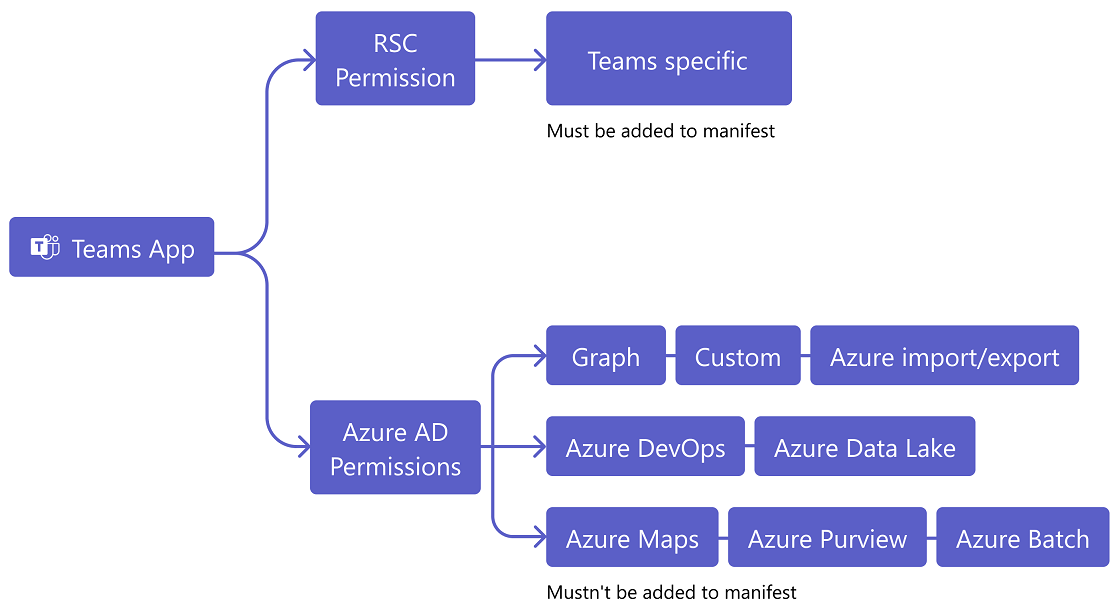 RSC
Permission
Teams specific
Must be added to manifest
T
Teams App
Azure AD
Permissions
Graph
Custom
Azure import/export
Azure DevOps
Azure Data Lake
Azure Maps
Azure Purview
Azure Batch
Mustn't be added to manifest